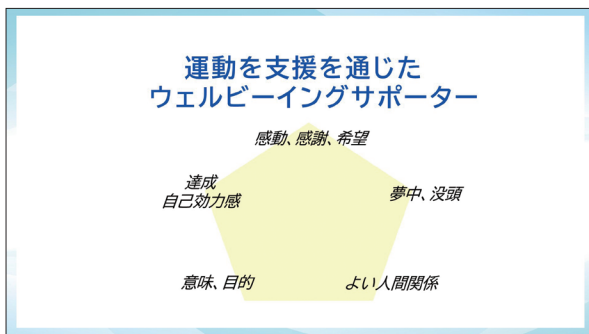 運動を支援を通じた
ウェルビーイングサポーター
感動、感謝、希望
達成
自己効力感
夢中、没頭
意味、目的
よい人間関係